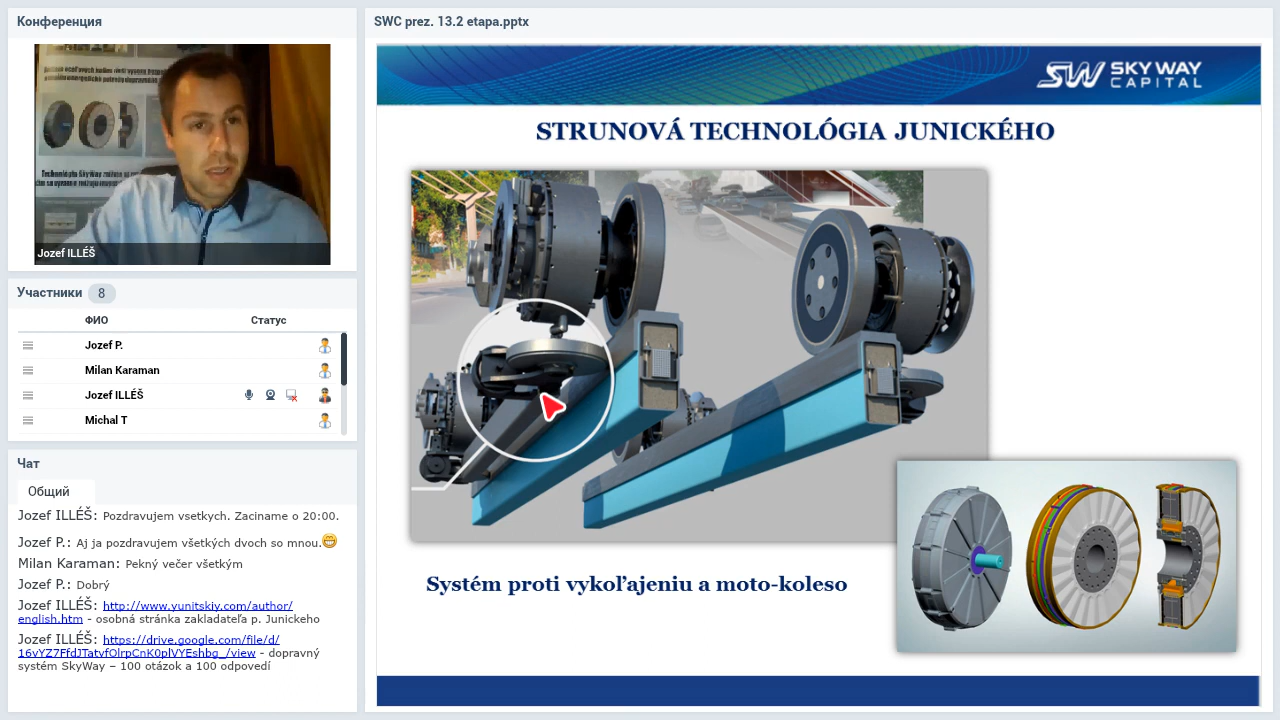 Конференция
Jozef ILLÉŠ
Участники 8
ФИО Статус
Jozef P.
Milan Karaman
Jozef ILLÉŠ
Michal T
Чат
Общий
Jozef ILLÉŠ: Pozdravujem vsetkych. Zaciname o 20:00.
Jozef P.: Aj ja pozdravujem všetkých dvoch so mnou.😁
Milan Karaman: Pekný večer všetkým
Jozef P.: Dobrý
Jozef ILLÉŠ: http://www.yunitskiy.com/author/
english.htm - osobná stránka zakladateľa p. Junickeho
Jozef ILLÉŠ: https://drive.google.com/file/d/
16vYZ7FfdJTatvfOlrpCnK0plVYEshbg_/view - dopravný
systém SkyWay – 100 otázok a 100 odpovedí
SWC prez. 13.2 etapa.pptx
SW SKY WAY
CAPITAL
STRUNOVÁ TECHNOLÓGIA JUNICKÉHO
Systém proti vykoľajeniu a moto-koleso